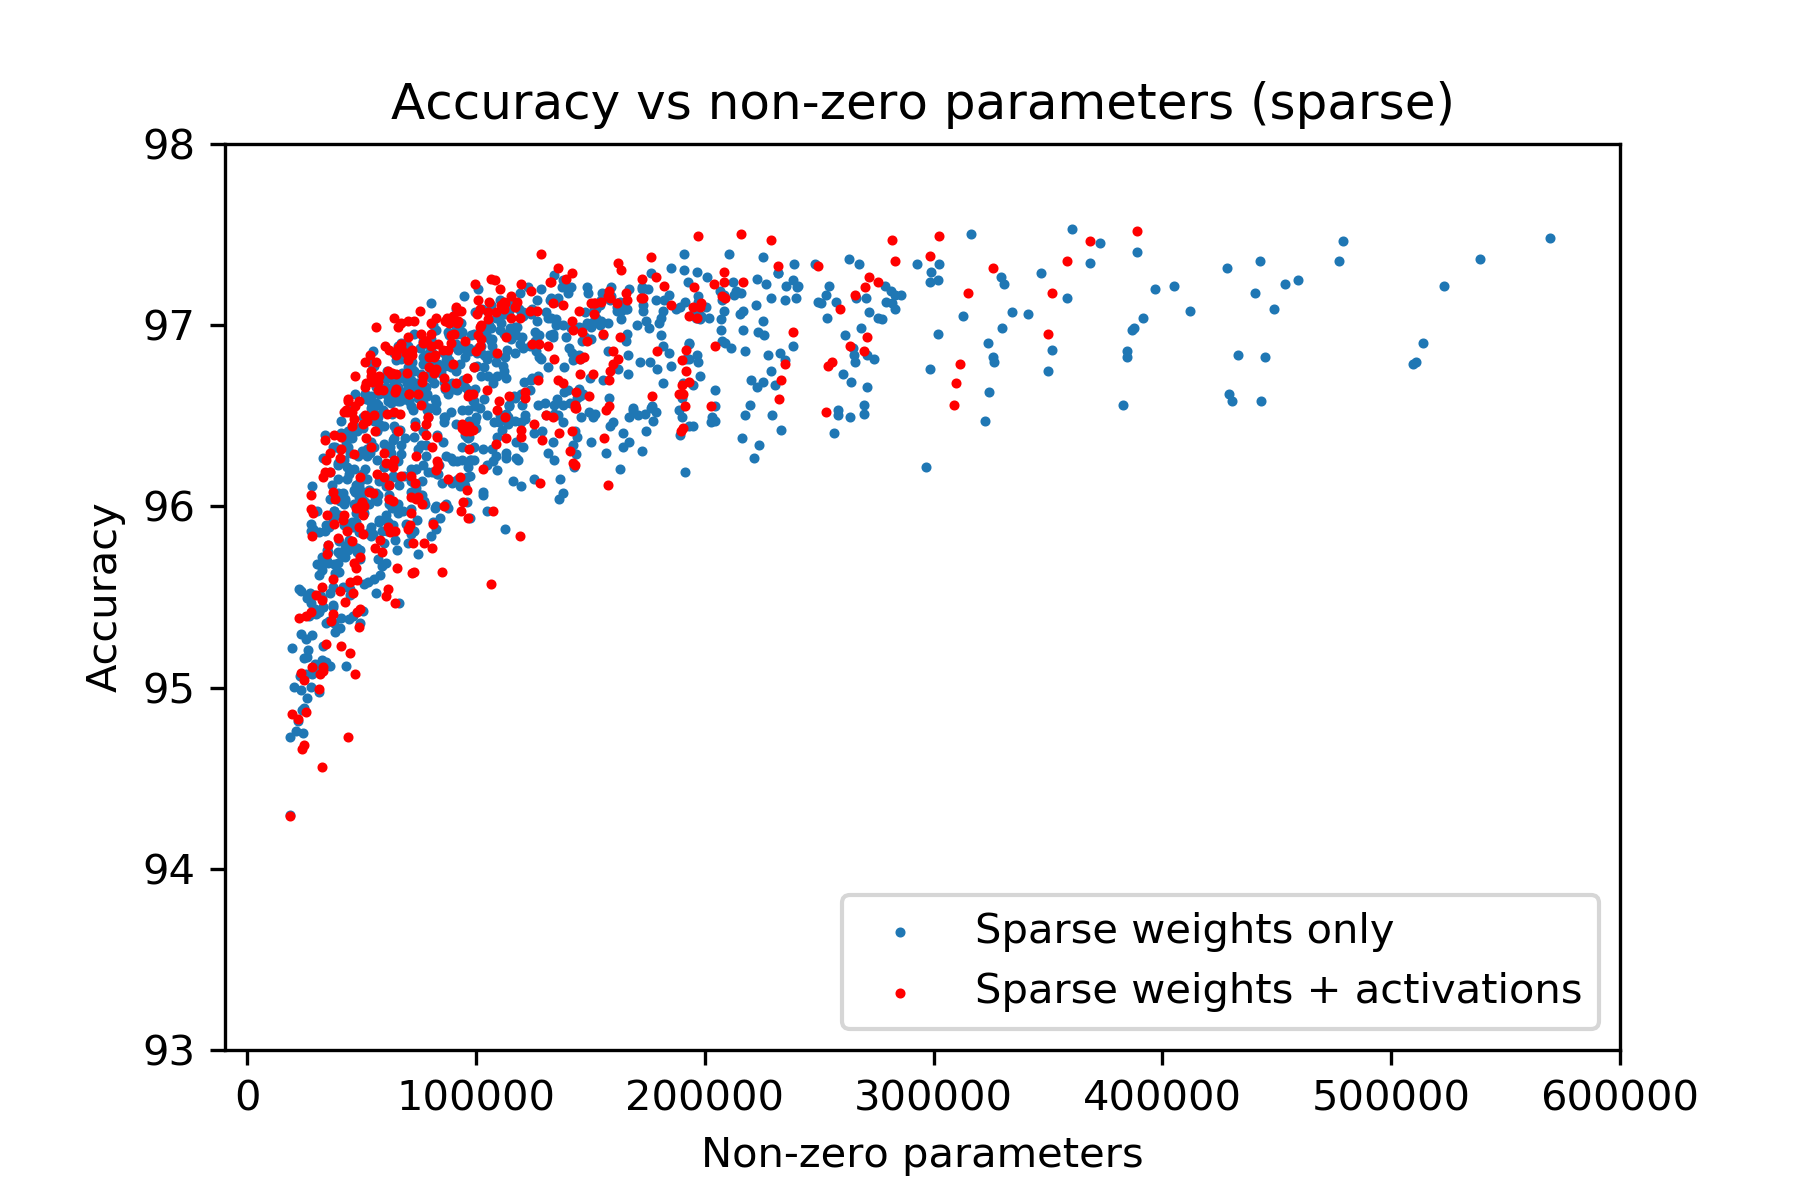 Accuracy vs non-zero parameters (sparse)
98
97
96
95
94
93
Accuracy
Sparse weights only
Sparse weights + activations
0 100000 200000 300000 400000 500000 600000
Non-zero parameters